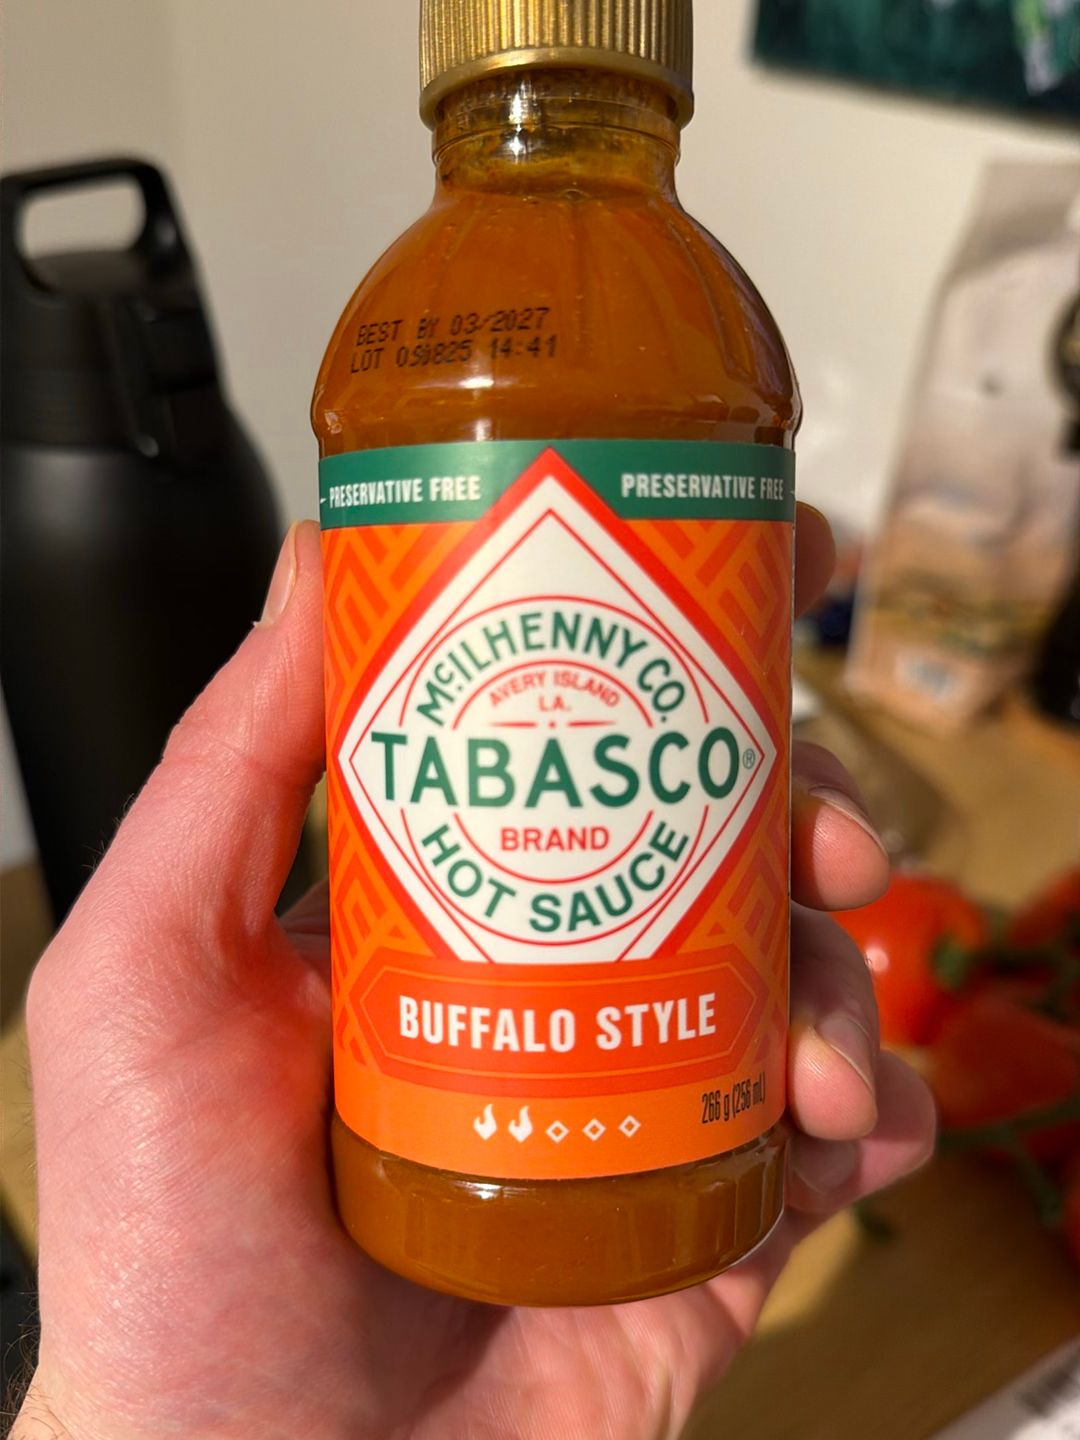 BEST BY 03/2027
LOT 090825 14:41
PRESERVATIVE FREE
PRESERVATIVE FREE
McILHENNY CO.
AVERY ISLAND
LA.
TABASCO®
BRAND
HOT SAUCE
BUFFALO STYLE
266 g (256 mL)